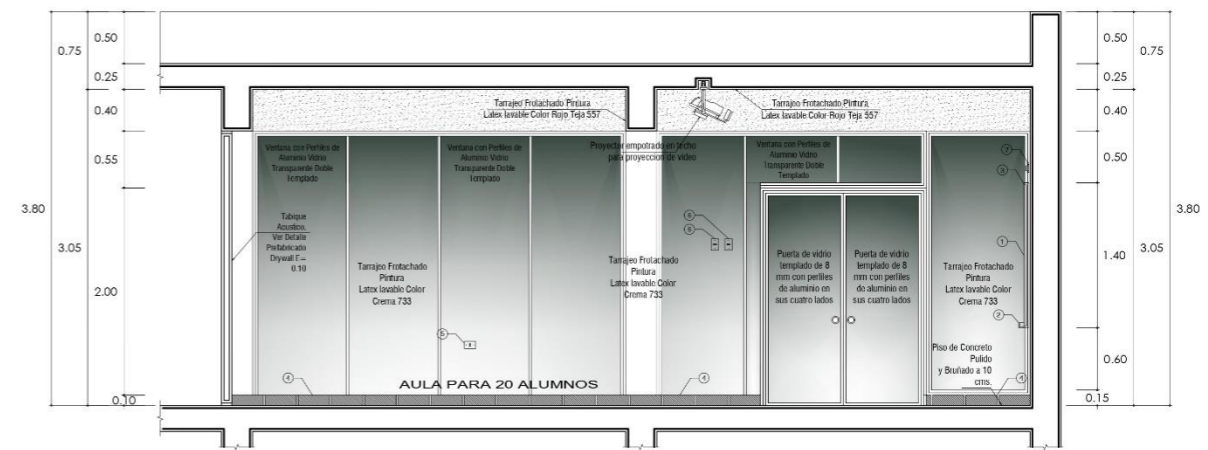 0.50
0.75
0.25
0.40
0.55
3.80
3.05
2.00
0.10
Tarrajeo Frotachado Pintura
Latex lavable Color Rojo Teja 557
Tarrajeo Frotachado Pintura
Latex lavable Color Rojo Teja 557
Proyector empotrado en techo
para proyeccion de video
Ventana con Perfiles de
Aluminio Vidrio
Transparente Doble
Templado
Ventana con Perfiles de
Aluminio Vidrio
Transparente Doble
Templado
Ventana con Perfiles de
Aluminio Vidrio
Transparente Doble
Templado
Tabique
Acustico.
Ver Detalle
Prefabricado
Drywall E=
0.10
Tarrajeo Frotachado
Pintura
Latex lavable Color
Crema 733
Tarrajeo Frotachado
Pintura
Latex lavable Color
Crema 733
Puerta de vidrio
templado de 8
mm con perfiles
de aluminio en
sus cuatro lados
Puerta de vidrio
templado de 8
mm con perfiles
de aluminio en
sus cuatro lados
Tarrajeo Frotachado
Pintura
Latex lavable Color
Crema 733
Piso de Concreto
Pulido
y Bruñado a 10
cms.
3
1
2
5
4
4
4
AULA PARA 20 ALUMNOS
0.50
0.75
0.25
0.40
0.50
3.80
3.05
1.40
0.60
0.15